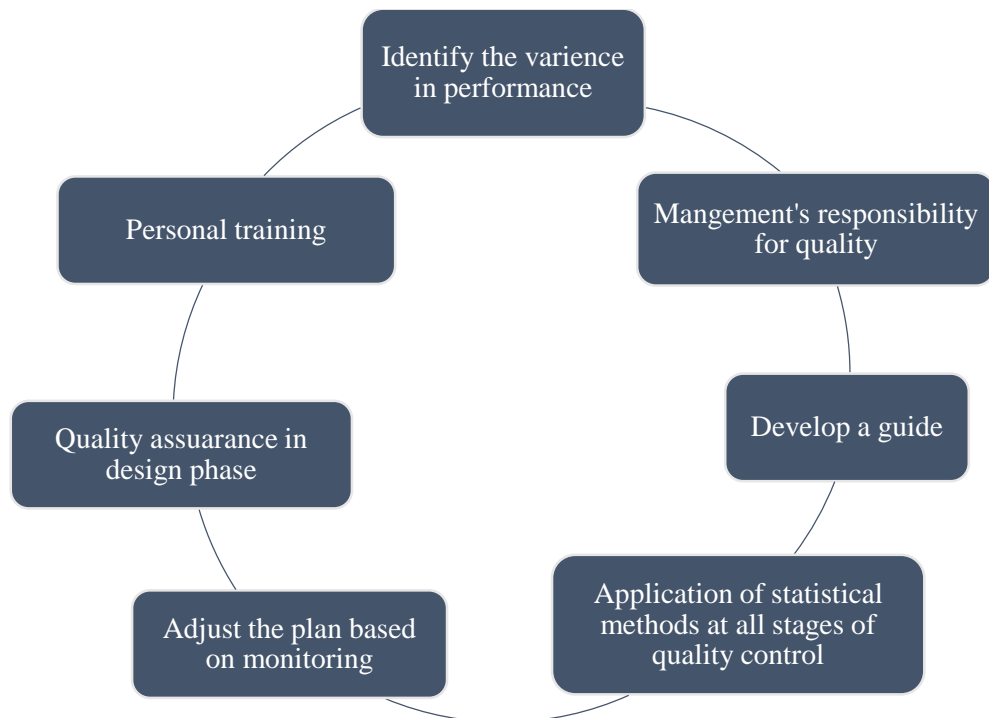 Identify the varience
in performance
Mangement's responsibility
for quality
Develop a guide
Application of statistical
methods at all stages of
quality control
Adjust the plan based
on monitoring
Quality assuarance in
design phase
Personal training